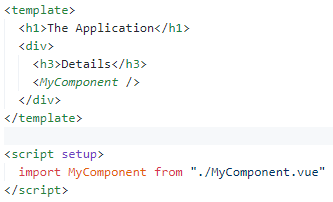 <template>
  <h1>The Application</h1>
  <div>
    <h3>Details</h3>
    <MyComponent />
  </div>
</template>

<script setup>
  import MyComponent from "./MyComponent.vue"
</script>